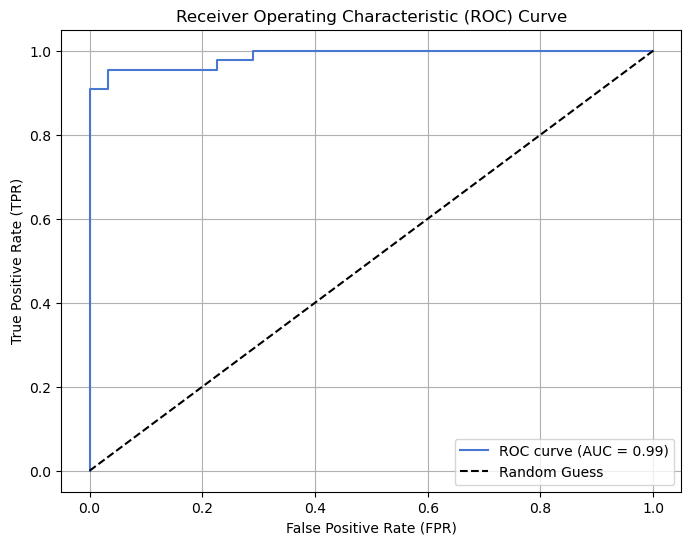 Receiver Operating Characteristic (ROC) Curve
True Positive Rate (TPR)
1.0
0.8
0.6
0.4
0.2
0.0
0.0 0.2 0.4 0.6 0.8 1.0
False Positive Rate (FPR)
ROC curve (AUC = 0.99)
Random Guess